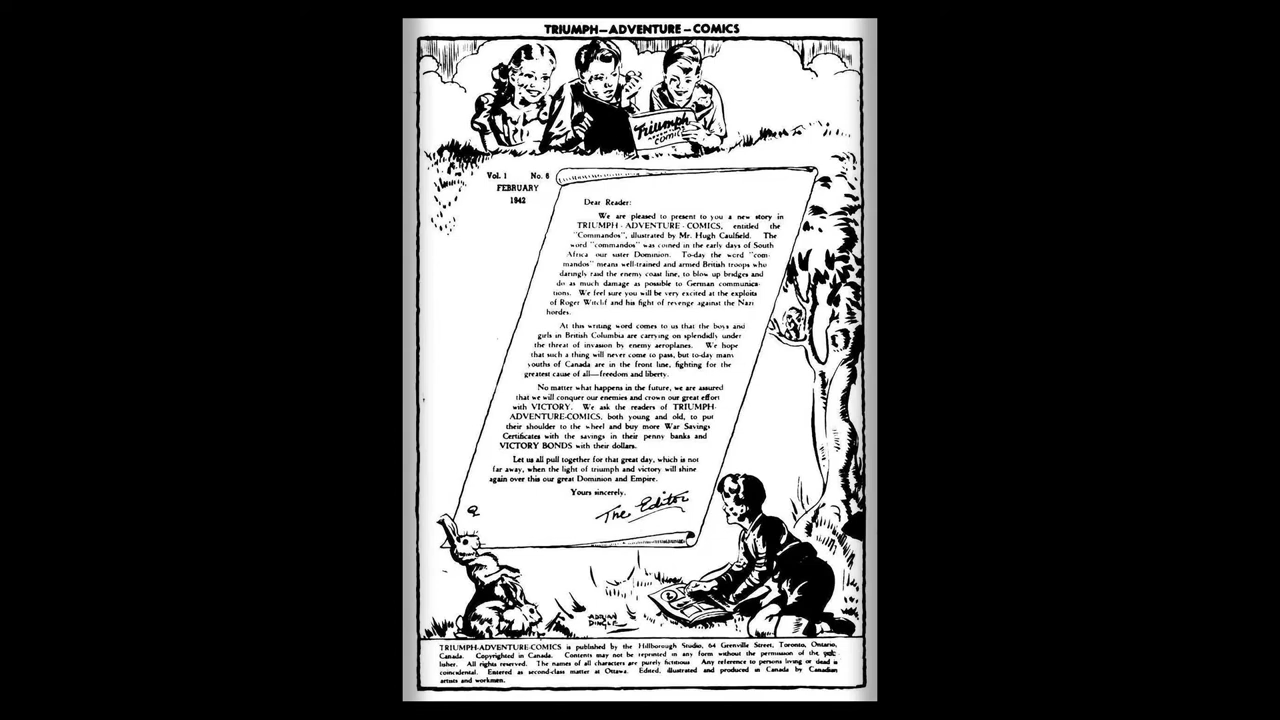 TRIUMPH-ADVENTURE-COMICS
Triumph
ADVENTURE
COMICS
Vol. 1 No. 6
FEBRUARY
1942
Dear Reader:
We are pleased to present to you a new story in
TRIUMPH-ADVENTURE-COMICS, entitled the
"Commandos", illustrated by Mr. Hugh Caulfield. The
word "commandos" was coined in the early days of South
Africa our sister Dominion. To-day the word "com-
mandos" means well-trained and armed British troops who
daringly raid the enemy coast line, to blow up bridges and
do as much damage as possible to German communica-
tions. We feel sure you will be very excited at the exploits
of Roger Witclif and his fight of revenge against the Nazi
hordes.
At this writing word comes to us that the boys and
girls in British Columbia are carrying on splendidly under
the threat of invasion by enemy aeroplanes. We hope
that such a thing will never come to pass, but to-day many
youths of Canada are in the front line, fighting for the
greatest cause of all—freedom and liberty.
No matter what happens in the future, we are assured
that we will conquer our enemies and crown our great effort
with VICTORY. We ask the readers of TRIUMPH-
ADVENTURE-COMICS, both young and old, to put
their shoulder to the wheel and buy more War Savings
Certificates with the savings in their penny banks and
VICTORY BONDS with their dollars.
Let us all pull together for that great day, which is not
far away, when the light of triumph and victory will shine
again over this our great Dominion and Empire.
Yours sincerely,
The Editor
ADRIAN
DINGLE
TRIUMPH-ADVENTURE-COMICS is published by the Hillborough Studio, 64 Grenville Street, Toronto, Ontario,
Canada. Copyrighted in Canada. Contents may not be reprinted in any form without the permission of the pub-
lisher. All rights reserved. The names of all characters are purely fictitious Any reference to persons living or dead is
coincidental. Entered as second-class matter at Ottawa. Edited, illustrated and produced in Canada by Canadian
artists and workmen.